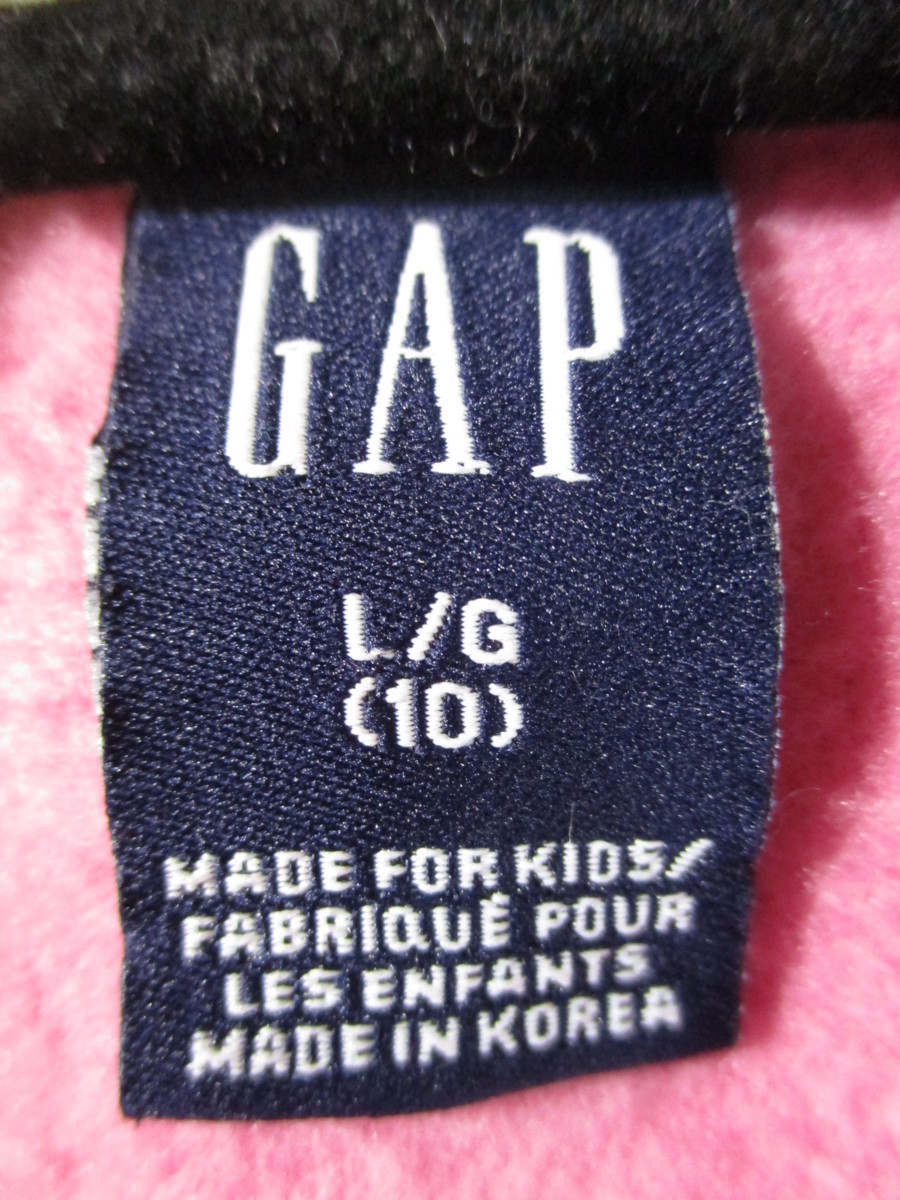 GAP
L/G
(10)
MADE FOR KIDS/
FABRIQUÉ POUR
LES ENFANTS
MADE IN KOREA